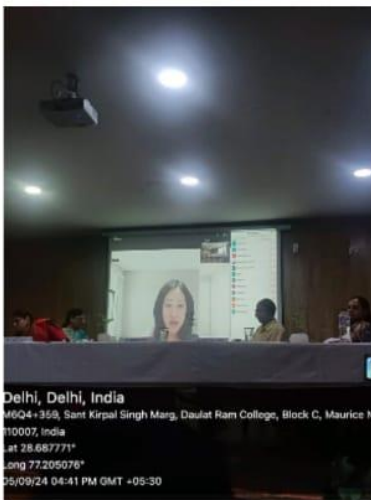 Delhi, Delhi, India
M6Q4+359, Sant Kirpal Singh Marg, Daulat Ram College, Block C, Maurice N
110007, India
Lat 28.687771°
Long 77.205076°
05/09/24 04:41 PM GMT +05:30